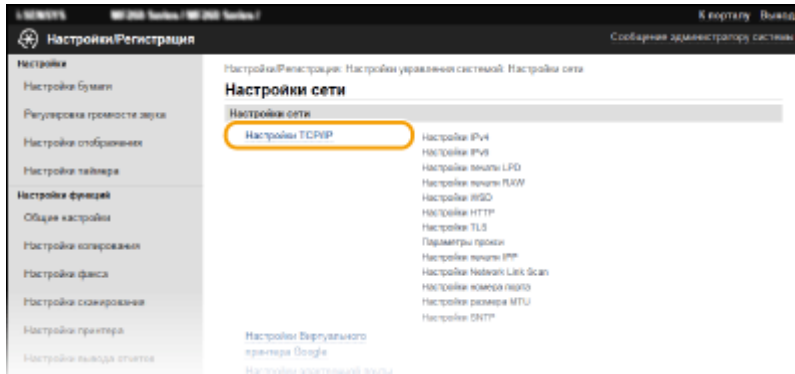 К порталу Выход
Настройки/Регистрация
Сообщение администратору системы
Настройки
Настройки бумаги
Регулировка громкости звука
Настройки отображения
Настройки таймера
Настройки функций
Общие настройки
Настройки копирования
Настройки факса
Настройки сканирования
Настройки принтера
Настройки вывода отчетов
Настройки/Регистрация: Настройки управления системой: Настройки сети
Настройки сети
Настройки сети
Настройки TCP/IP
Настройки IPv4
Настройки IPv6
Настройки печати LPD
Настройки печати RAW
Настройки WSD
Настройки HTTP
Настройки TLS
Параметры прокси
Настройки печати IPP
Настройки Network Link Scan
Настройки номера порта
Настройки размера MTU
Настройки SNTP
Настройки Виртуального
принтера Google
Настройки электронной почты